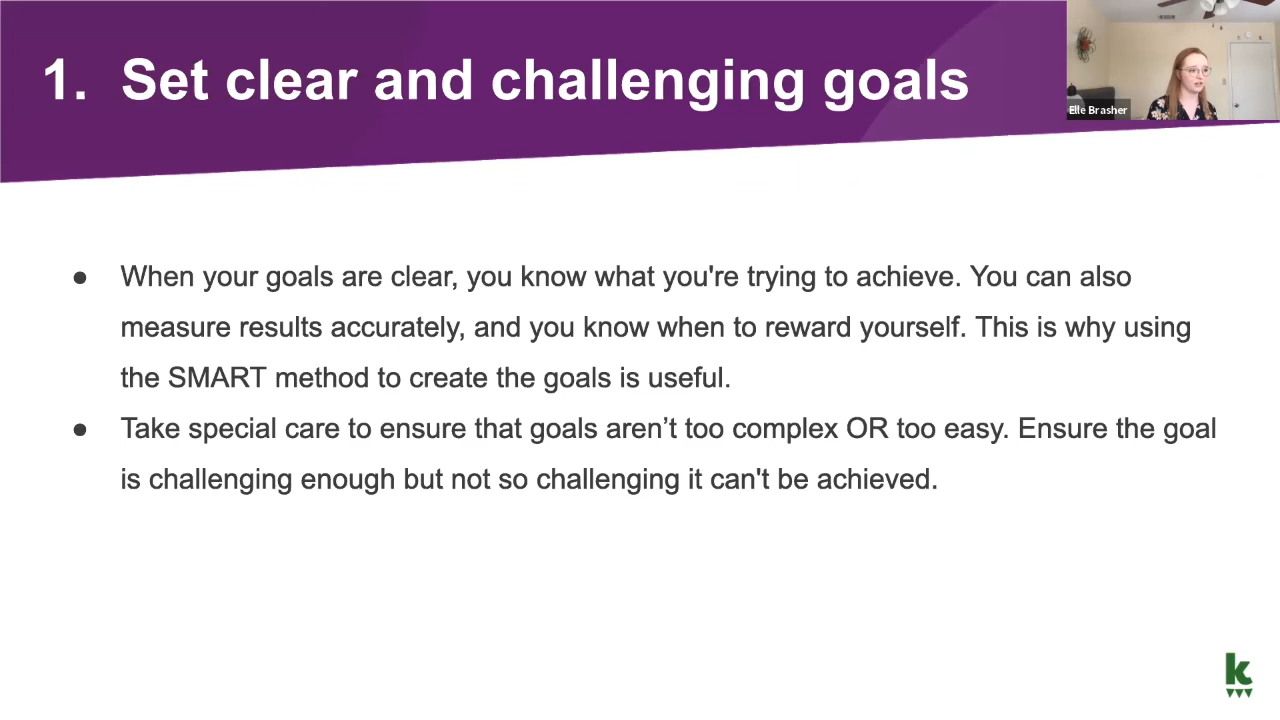 1. Set clear and challenging goals
Elle Brasher
● When your goals are clear, you know what you're trying to achieve. You can also
measure results accurately, and you know when to reward yourself. This is why using
the SMART method to create the goals is useful.
● Take special care to ensure that goals aren’t too complex OR too easy. Ensure the goal
is challenging enough but not so challenging it can't be achieved.
k